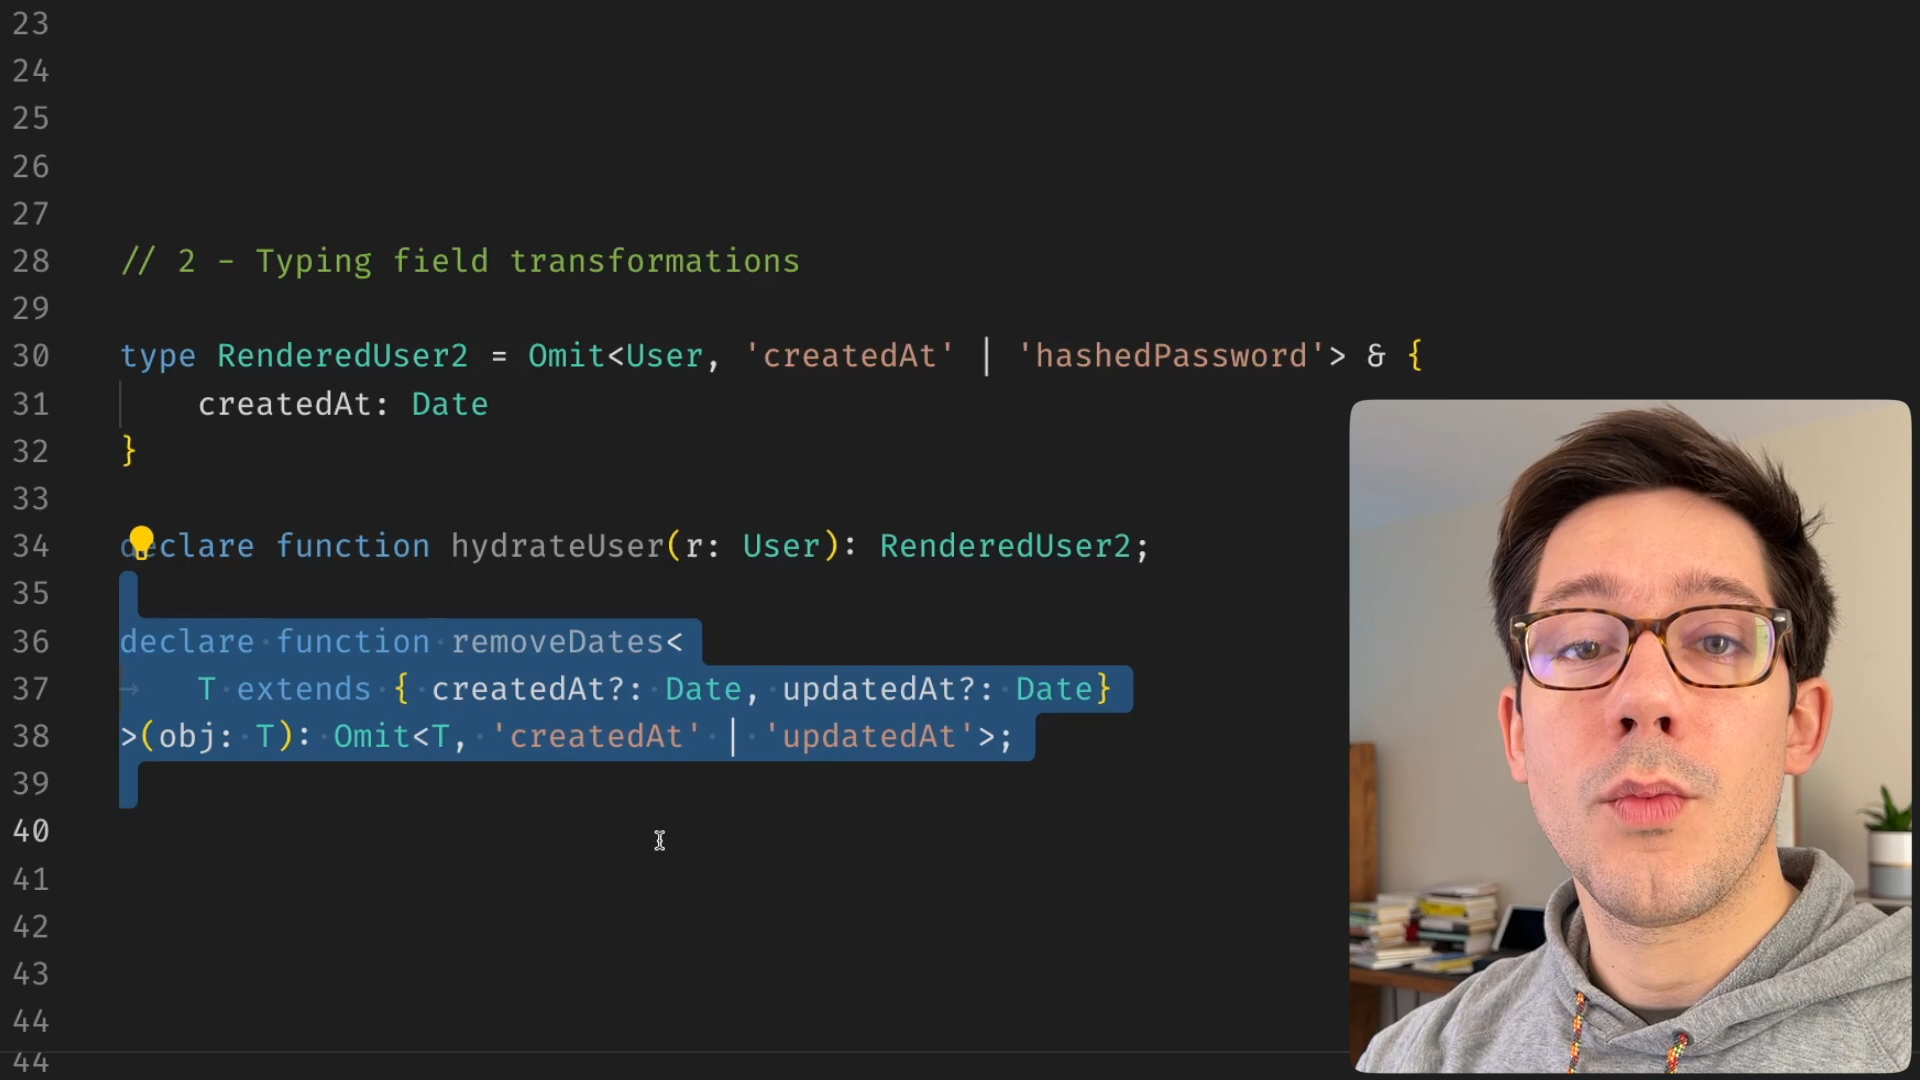 23
24
25
26
27
28 // 2 - Typing field transformations
29
30 type RenderedUser2 = Omit<User, 'createdAt' | 'hashedPassword'> & {
31 createdAt: Date
32 }
33
34 declare function hydrateUser(r: User): RenderedUser2;
35
36 declare function removeDates<
37 T extends { createdAt?: Date, updatedAt?: Date}
38 >(obj: T): Omit<T, 'createdAt' | 'updatedAt'>;
39
40
41
42
43
44
44